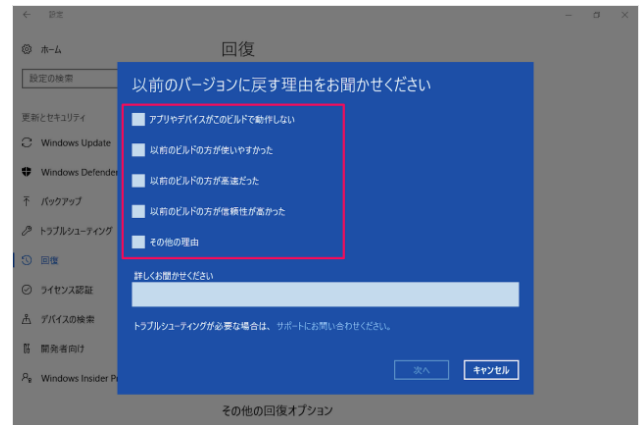 設定
ホーム
設定の検索
更新とセキュリティ
Windows Update
Windows Defender
バックアップ
トラブルシューティング
回復
ライセンス認証
デバイスの検索
開発者向け
Windows Insider
回復
以前のバージョンに戻す理由をお聞かせください
アプリやデバイスがこのビルドで動作しない
以前のビルドの方が使いやすかった
以前のビルドの方が高速だった
以前のビルドの方が信頼性が高かった
その他の理由
詳しくお聞かせください
トラブルシューティングが必要な場合は、サポートにお問い合わせください。
次へ
キャンセル
その他の回復オプション